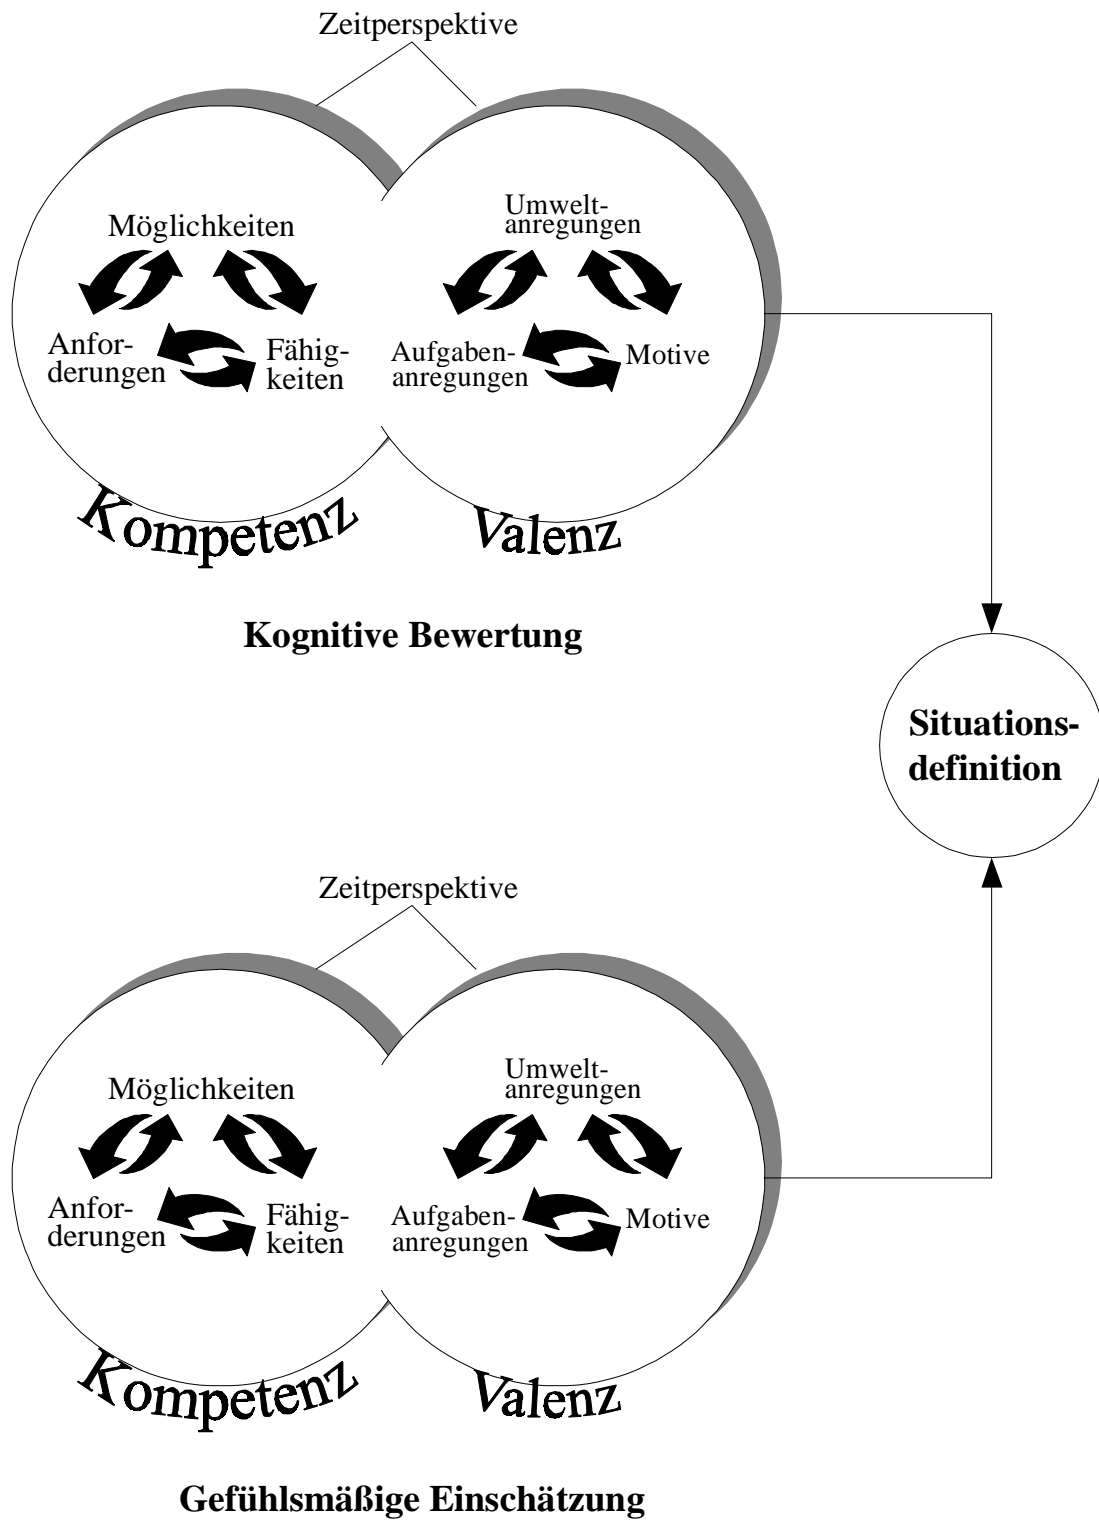 Zeitperspektive
Möglichkeiten
Anfor-
derungen
Fähig-
keiten
Umwelt-
anregungen
Aufgaben-
anregungen
Motive
Kompetenz
Valenz
Kognitive Bewertung
Situations-
definition
Zeitperspektive
Möglichkeiten
Anfor-
derungen
Fähig-
keiten
Umwelt-
anregungen
Aufgaben-
anregungen
Motive
Kompetenz
Valenz
Gefühlsmäßige Einschätzung